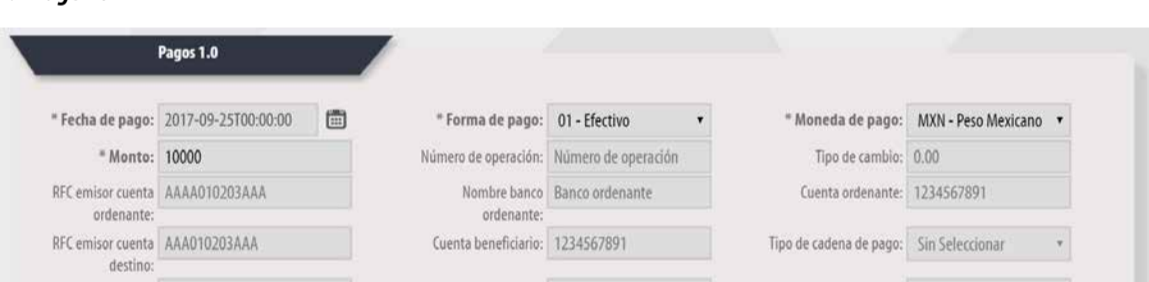 Pagos 1.0
* Fecha de pago: 2017-09-25T00:00:00 * Forma de pago: 01 - Efectivo * Moneda de pago: MXN - Peso Mexicano
* Monto: 10000 Número de operación: Número de operación Tipo de cambio: 0.00
RFC emisor cuenta ordenante: AAAA010203AAA Nombre banco ordenante: Banco ordenante Cuenta ordenante: 1234567891
RFC emisor cuenta destino: AAA010203AAA Cuenta beneficiario: 1234567891 Tipo de cadena de pago: Sin Seleccionar